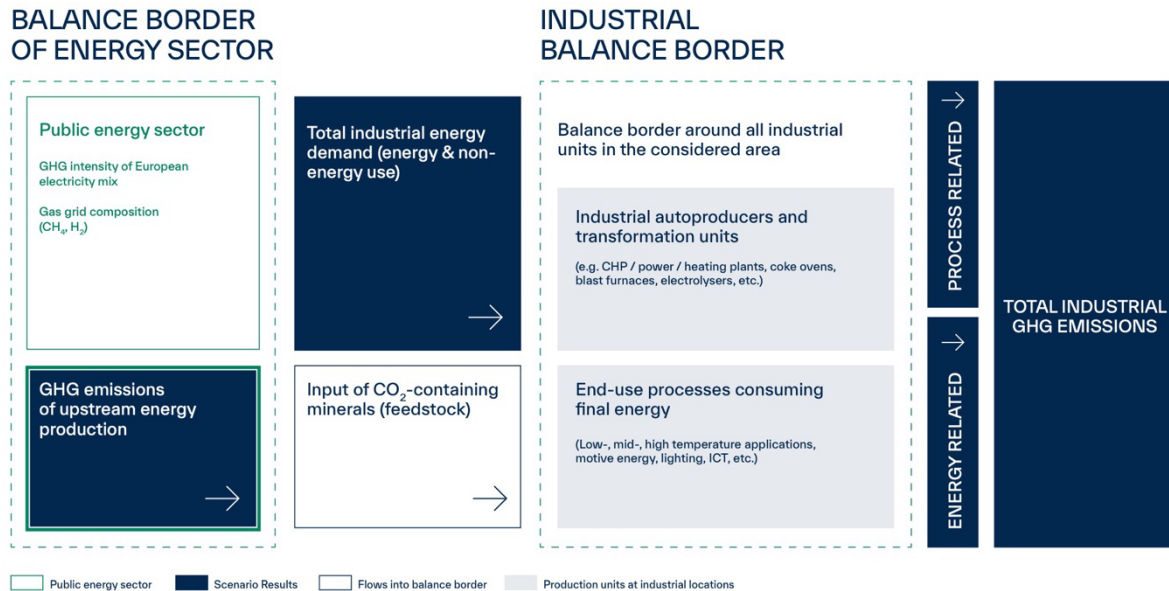 BALANCE BORDER
OF ENERGY SECTOR
INDUSTRIAL
BALANCE BORDER
Public energy sector
GHG intensity of European
electricity mix
Gas grid composition
(CH₄, H₂)
GHG emissions
of upstream energy
production
Total industrial energy
demand (energy & non-
energy use)
Input of CO₂-containing
minerals (feedstock)
Balance border around all industrial
units in the considered area
Industrial autoproducers and
transformation units
(e.g. CHP / power / heating plants, coke ovens,
blast furnaces, electrolysers, etc.)
End-use processes consuming
final energy
(Low-, mid-, high temperature applications,
motive energy, lighting, ICT, etc.)
PROCESS RELATED
ENERGY RELATED
TOTAL INDUSTRIAL
GHG EMISSIONS
Public energy sector
Scenario Results
Flows into balance border
Production units at industrial locations